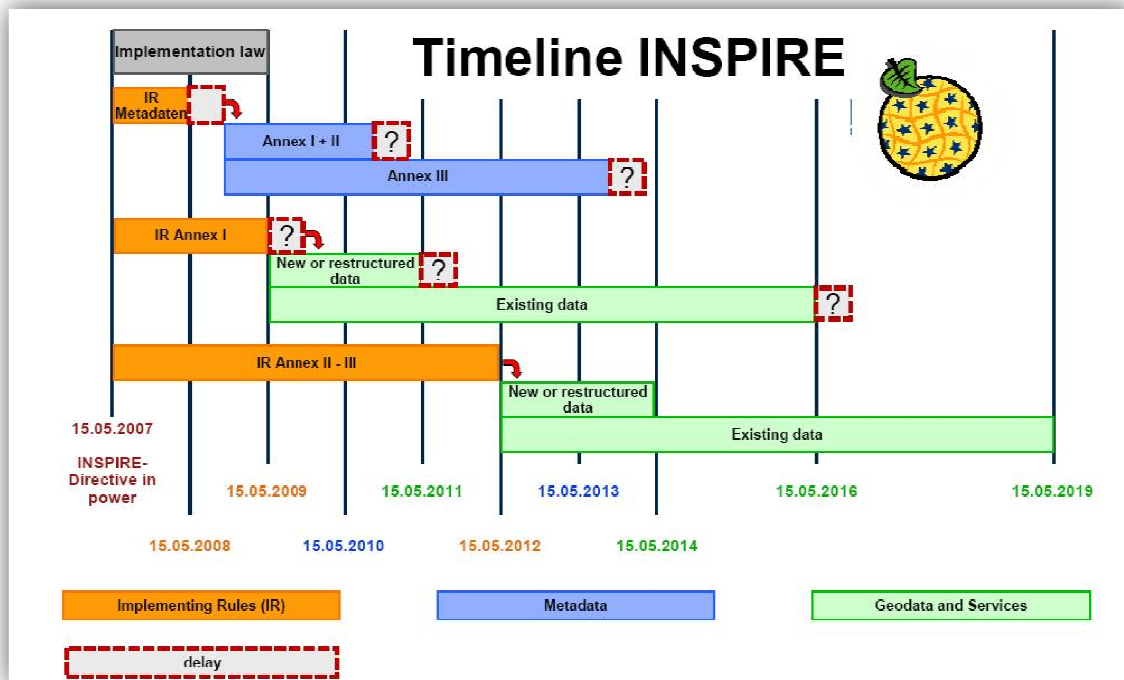 Timeline INSPIRE
Implementation law
IR
Metadaten
Annex I + II
?
Annex III
?
IR Annex I
?
New or restructured
data
?
Existing data
?
IR Annex II - III
New or restructured
data
Existing data
15.05.2007
INSPIRE-
Directive in
power
15.05.2009
15.05.2011
15.05.2013
15.05.2016
15.05.2019
15.05.2008
15.05.2010
15.05.2012
15.05.2014
Implementing Rules (IR)
Metadata
Geodata and Services
delay